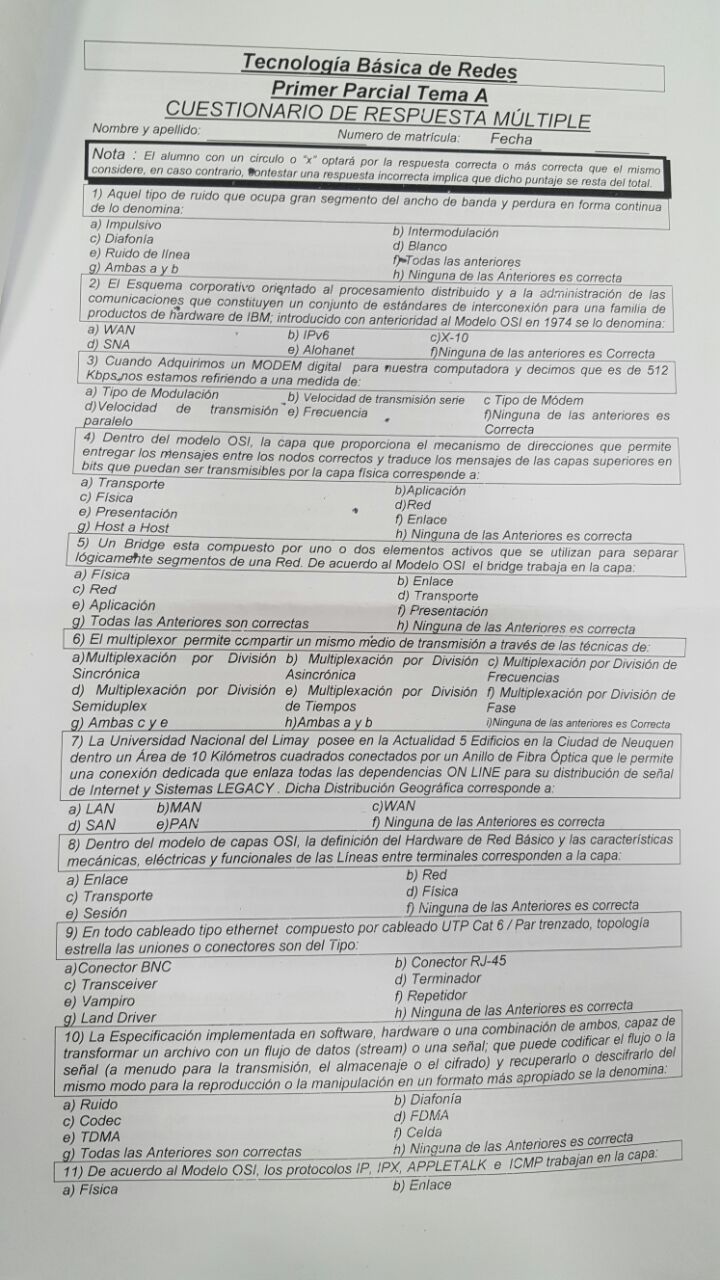 Tecnología Básica de Redes
Primer Parcial Tema A
CUESTIONARIO DE RESPUESTA MÚLTIPLE
Nombre y apellido: Numero de matrícula: Fecha
Nota : El alumno con un circulo o "x" optará por la respuesta correcta o más correcta que el mismo
considere, en caso contrario, contestar una respuesta incorrecta implica que dicho puntaje se resta del total.
1) Aquel tipo de ruido que ocupa gran segmento del ancho de banda y perdura en forma continua
de lo denomina:
a) Impulsivo b) Intermodulación
c) Diafonía d) Blanco
e) Ruido de línea f) Todas las anteriores
g) Ambas a y b h) Ninguna de las Anteriores es correcta
2) El Esquema corporativo orientado al procesamiento distribuido y a la administración de las
comunicaciones que constituyen un conjunto de estándares de interconexión para una familia de
productos de hardware de IBM; introducido con anterioridad al Modelo OSI en 1974 se lo denomina:
a) WAN b) IPv6 c)X-10
d) SNA e) Alohanet f)Ninguna de las anteriores es Correcta
3) Cuando Adquirimos un MODEM digital para nuestra computadora y decimos que es de 512
Kbps nos estamos refiriendo a una medida de:
a) Tipo de Modulación b) Velocidad de transmisión serie c Tipo de Módem
d)Velocidad de transmisión e) Frecuencia f)Ninguna de las anteriores es
paralelo Correcta
4) Dentro del modelo OSI, la capa que proporciona el mecanismo de direcciones que permite
entregar los mensajes entre los nodos correctos y traduce los mensajes de las capas superiores en
bits que puedan ser transmisibles por la capa física corresponde a:
a) Transporte b)Aplicación
c) Física d)Red
e) Presentación f) Enlace
g) Host a Host h) Ninguna de las Anteriores es correcta
5) Un Bridge esta compuesto por uno o dos elementos activos que se utilizan para separar
lógicamente segmentos de una Red. De acuerdo al Modelo OSI el bridge trabaja en la capa:
a) Física b) Enlace
c) Red d) Transporte
e) Aplicación f) Presentación
g) Todas las Anteriores son correctas h) Ninguna de las Anteriores es correcta
6) El multiplexor permite compartir un mismo medio de transmisión a través de las técnicas de:
a)Multiplexación por División b) Multiplexación por División c) Multiplexación por División de
Sincrónica Asincrónica Frecuencias
d) Multiplexación por División e) Multiplexación por División f) Multiplexación por División de
Semiduplex de Tiempos Fase
g) Ambas c y e h)Ambas a y b i)Ninguna de las anteriores es Correcta
7) La Universidad Nacional del Limay posee en la Actualidad 5 Edificios en la Ciudad de Neuquen
dentro un Área de 10 Kilómetros cuadrados conectados por un Anillo de Fibra Óptica que le permite
una conexión dedicada que enlaza todas las dependencias ON LINE para su distribución de señal
de Internet y Sistemas LEGACY . Dicha Distribución Geográfica corresponde a:
a) LAN b)MAN c)WAN
d) SAN e)PAN f) Ninguna de las Anteriores es correcta
8) Dentro del modelo de capas OSI, la definición del Hardware de Red Básico y las características
mecánicas, eléctricas y funcionales de las Líneas entre terminales corresponden a la capa:
a) Enlace b) Red
c) Transporte d) Física
e) Sesión f) Ninguna de las Anteriores es correcta
9) En todo cableado tipo ethernet compuesto por cableado UTP Cat 6 / Par trenzado, topología
estrella las uniones o conectores son del Tipo:
a)Conector BNC b) Conector RJ-45
c) Transceiver d) Terminador
e) Vampiro f) Repetidor
g) Land Driver h) Ninguna de las Anteriores es correcta
10) La Especificación implementada en software, hardware o una combinación de ambos, capaz de
transformar un archivo con un flujo de datos (stream) o una señal; que puede codificar el flujo o la
señal (a menudo para la transmisión, el almacenaje o el cifrado) y recuperarlo o descifrarlo del
mismo modo para la reproducción o la manipulación en un formato más apropiado se la denomina:
a) Ruido b) Diafonía
c) Codec d) FDMA
e) TDMA f) Celda
g) Todas las Anteriores son correctas h) Ninguna de las Anteriores es correcta
11) De acuerdo al Modelo OSI, los protocolos IP, IPX, APPLETALK e ICMP trabajan en la capa:
a) Física b) Enlace